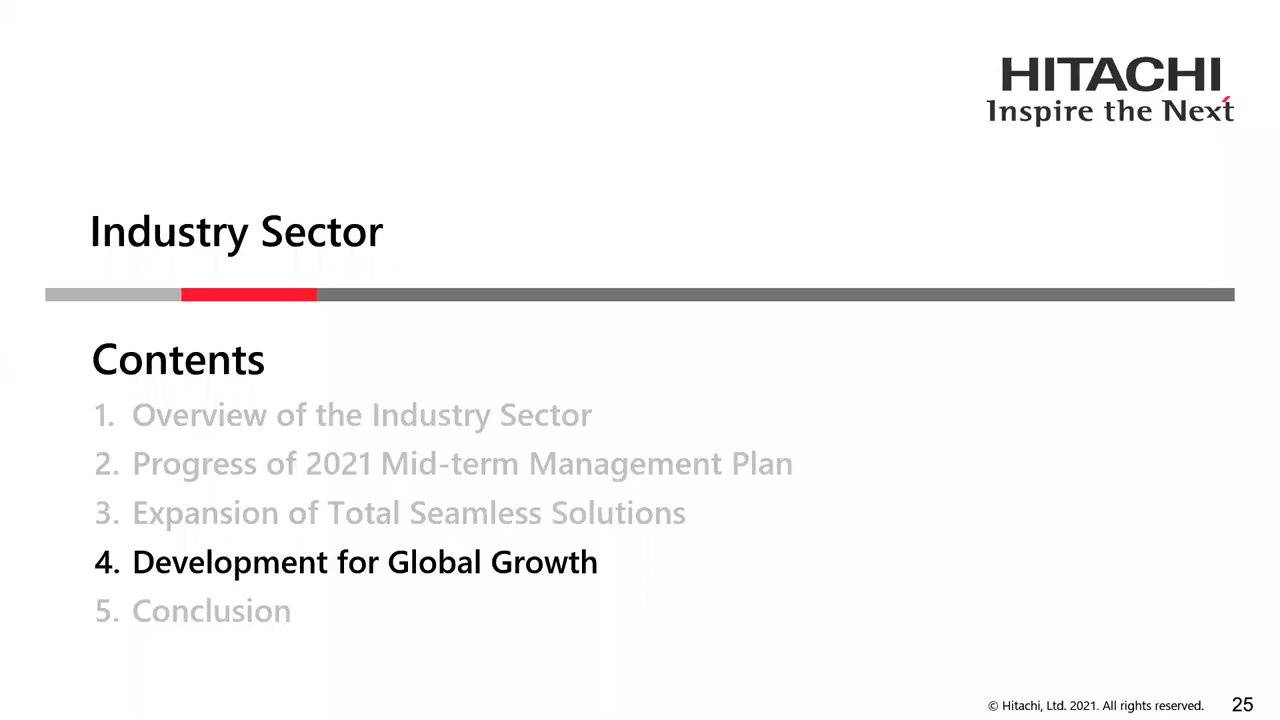 HITACHI
Inspire the Next
Industry Sector
Contents
1. Overview of the Industry Sector
2. Progress of 2021 Mid-term Management Plan
3. Expansion of Total Seamless Solutions
4. Development for Global Growth
5. Conclusion
© Hitachi, Ltd. 2021. All rights reserved. 25